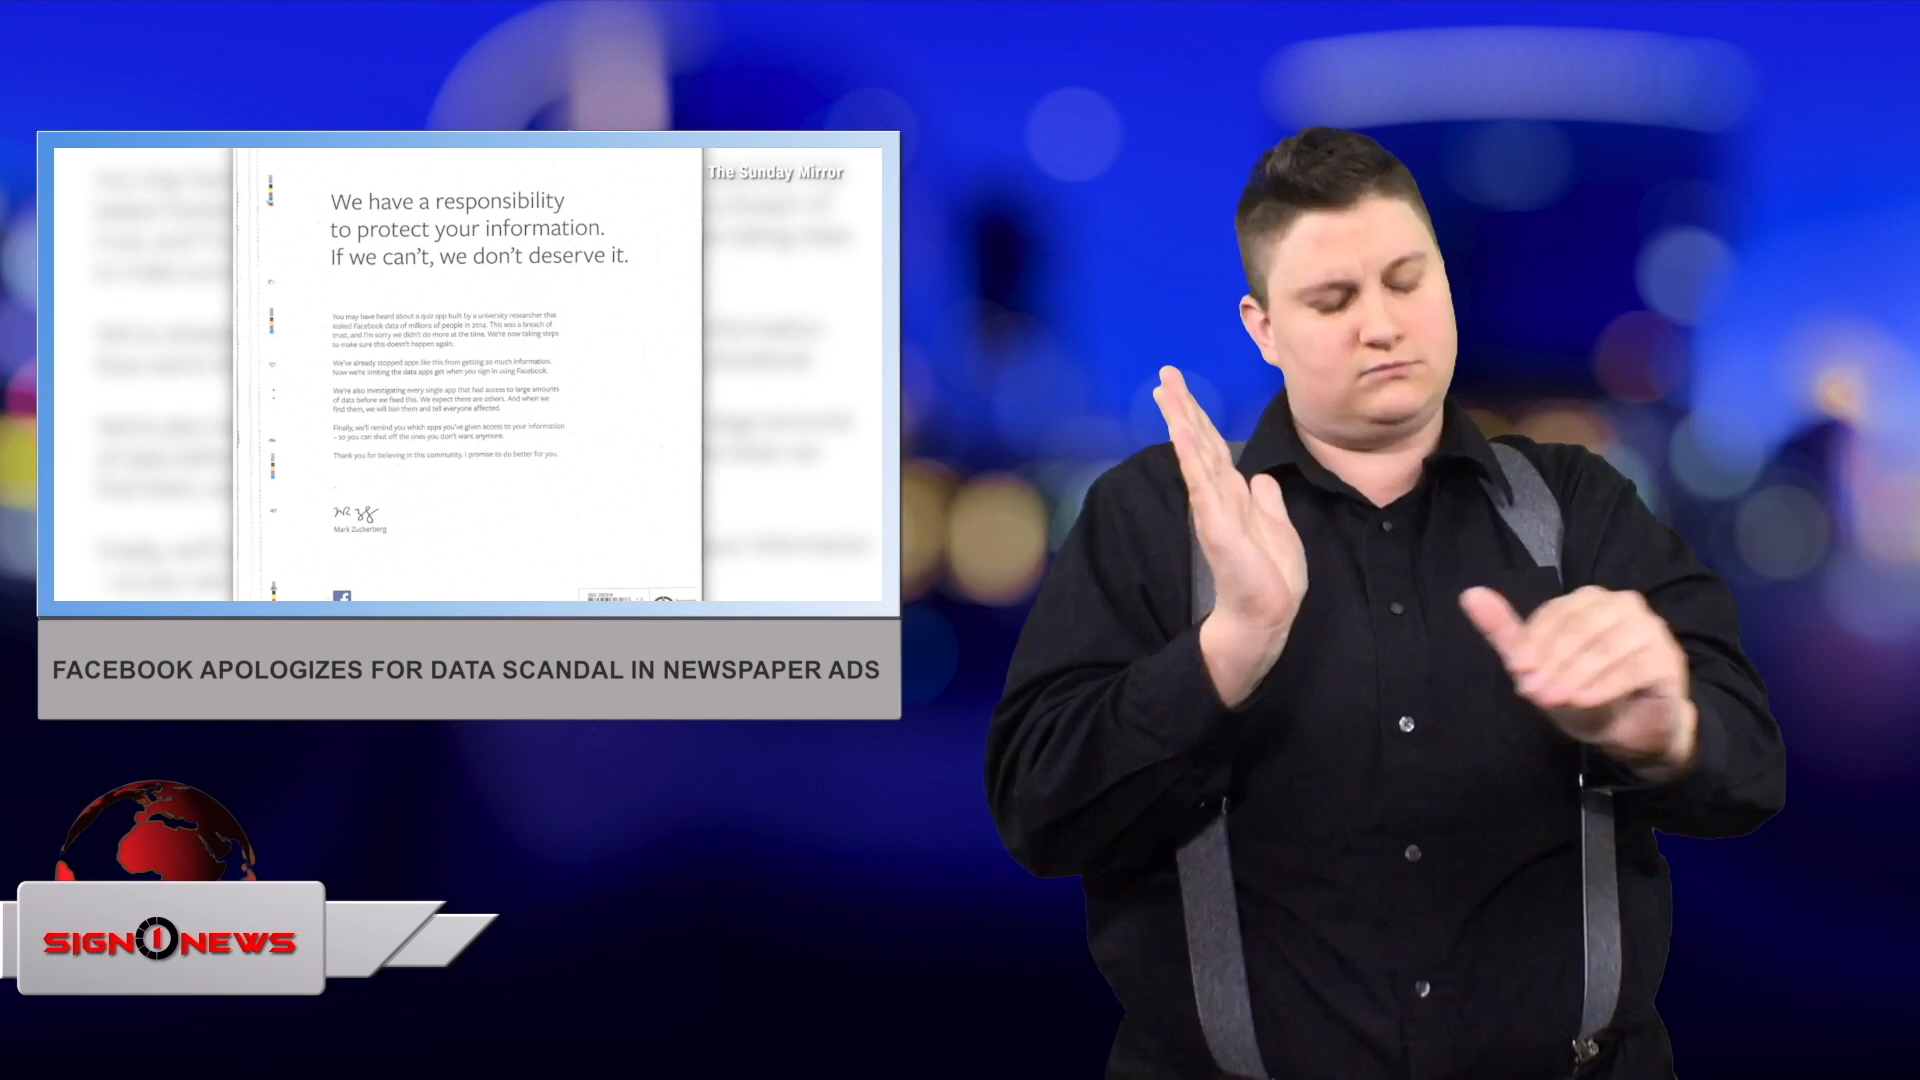 The Sunday Mirror
We have a responsibility
to protect your information.
If we can't, we don't deserve it.
You may have heard about a quiz app built by a university researcher that
leaked Facebook data of millions of people in 2014. This was a breach of
trust, and I'm sorry we didn't do more at the time. We're now taking steps
to make sure this doesn't happen again.
We've already stopped apps like this from getting so much information.
Now we're limiting the data apps get when you sign in using Facebook.
We're also investigating every single app that had access to large amounts
of data before we fixed this. We expect there are others. And when we
find them, we will ban them and tell everyone affected.
Finally, we'll remind you which apps you've given access to your information
– so you can shut off the ones you don't want anymore.
Thank you for believing in this community. I promise to do better for you.
Mark Zuckerberg
FACEBOOK APOLOGIZES FOR DATA SCANDAL IN NEWSPAPER ADS
SIGN1NEWS